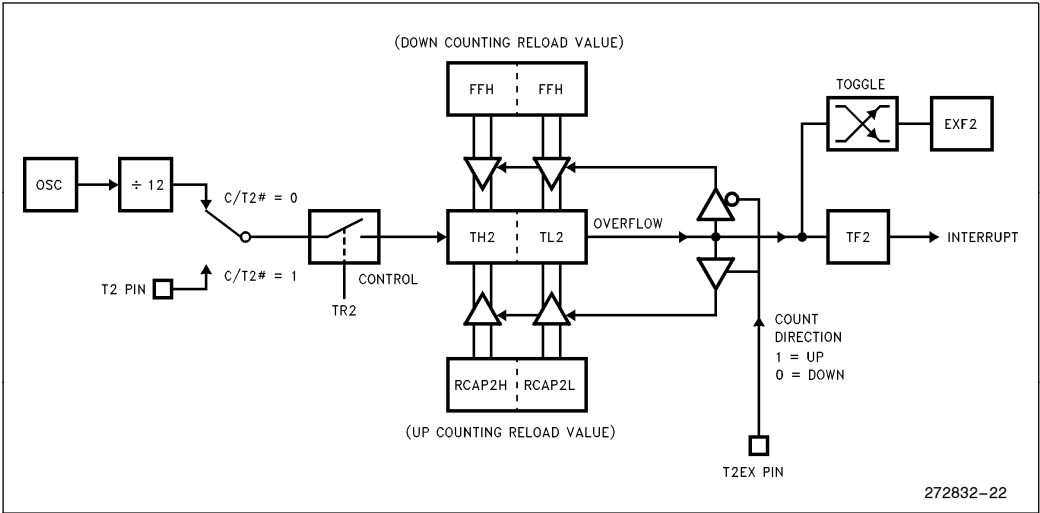 (DOWN COUNTING RELOAD VALUE)
FFH
FFH
TOGGLE
EXF2
OSC
÷ 12
C/T2# = 0
TH2
TL2
OVERFLOW
TF2
INTERRUPT
C/T2# = 1
CONTROL
T2 PIN
TR2
COUNT
DIRECTION
1 = UP
0 = DOWN
RCAP2H
RCAP2L
(UP COUNTING RELOAD VALUE)
T2EX PIN
272832-22